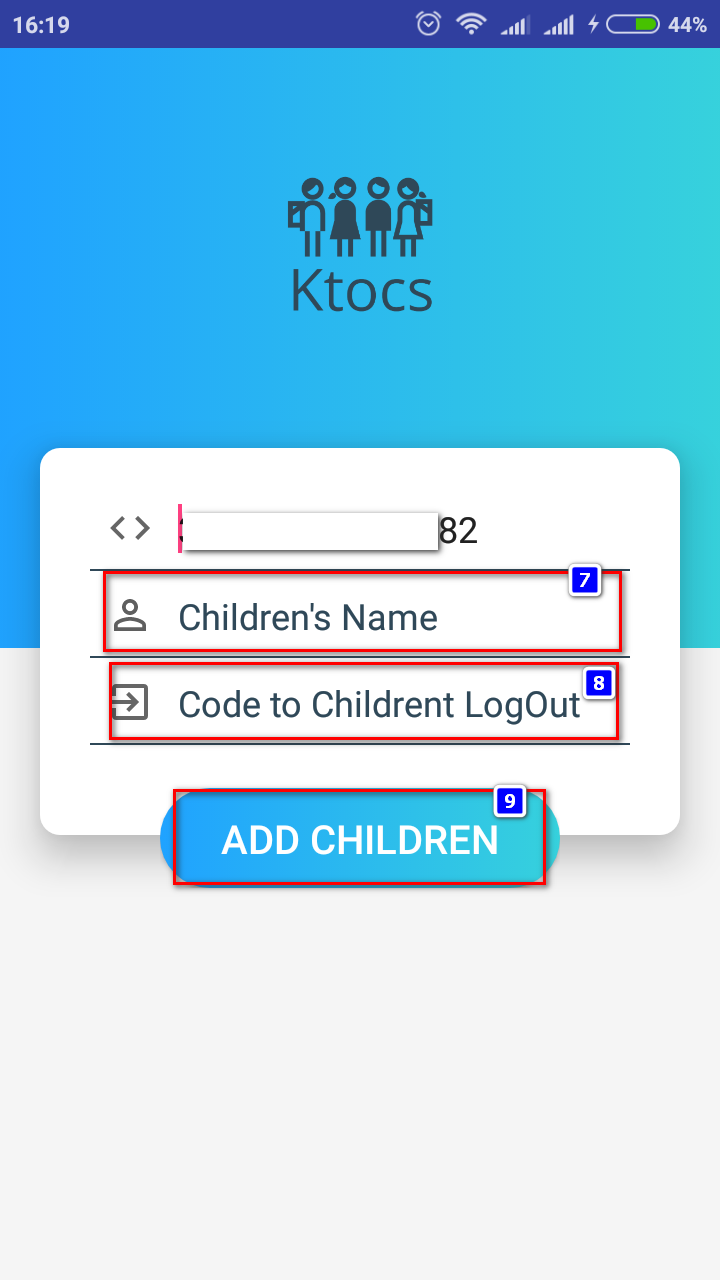 16:19 44%
Ktocs
82
7
Children's Name
8
Code to Childrent LogOut
9
ADD CHILDREN